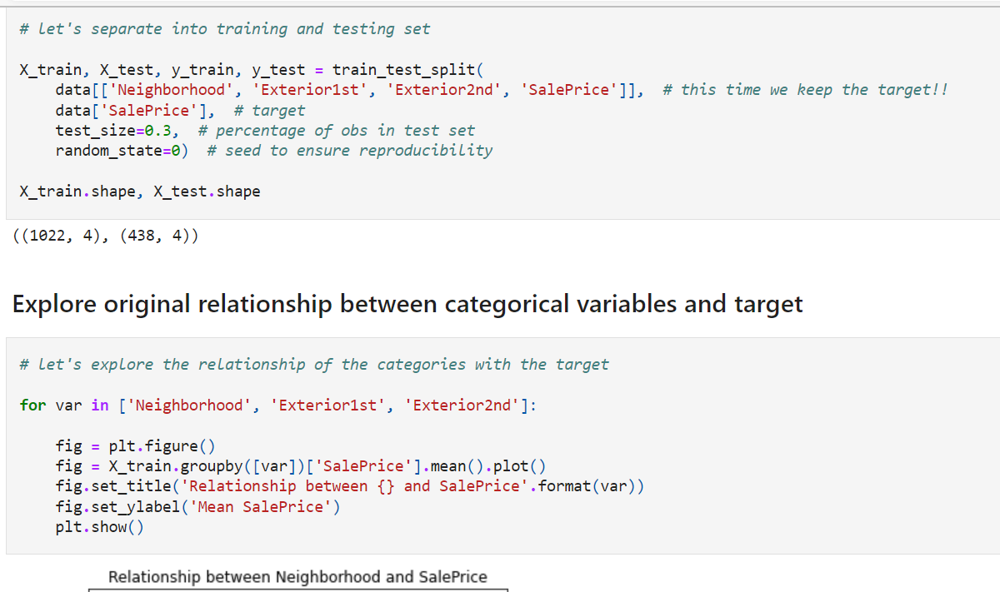 # let's separate into training and testing set
X_train, X_test, y_train, y_test = train_test_split(
    data[['Neighborhood', 'Exterior1st', 'Exterior2nd', 'SalePrice']],  # this time we keep the target!!
    data['SalePrice'],  # target
    test_size=0.3,  # percentage of obs in test set
    random_state=0)  # seed to ensure reproducibility
X_train.shape, X_test.shape
((1022, 4), (438, 4))
Explore original relationship between categorical variables and target
# let's explore the relationship of the categories with the target
for var in ['Neighborhood', 'Exterior1st', 'Exterior2nd']:
    fig = plt.figure()
    fig = X_train.groupby([var])['SalePrice'].mean().plot()
    fig.set_title('Relationship between {} and SalePrice'.format(var))
    fig.set_ylabel('Mean SalePrice')
    plt.show()
Relationship between Neighborhood and SalePrice